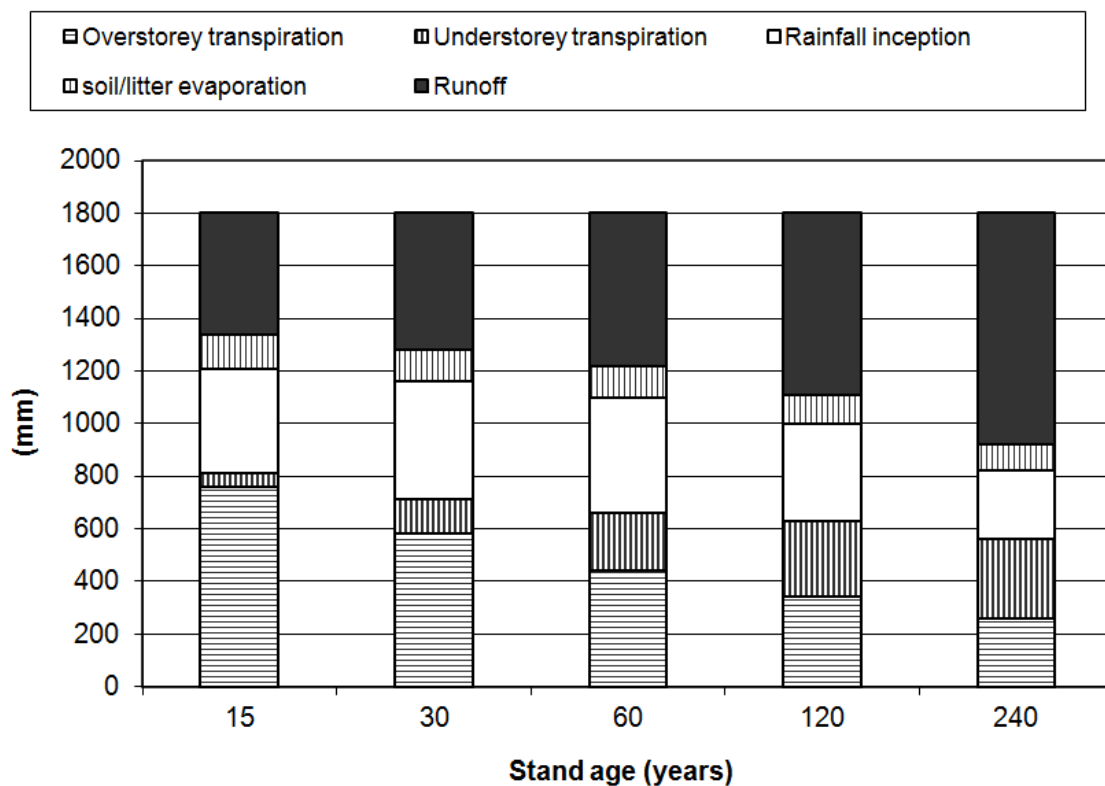 Overstorey transpiration Understorey transpiration Rainfall inception
soil/litter evaporation Runoff
2000
1800
1600
1400
1200
1000
800
600
400
200
0
(mm)
15 30 60 120 240
Stand age (years)